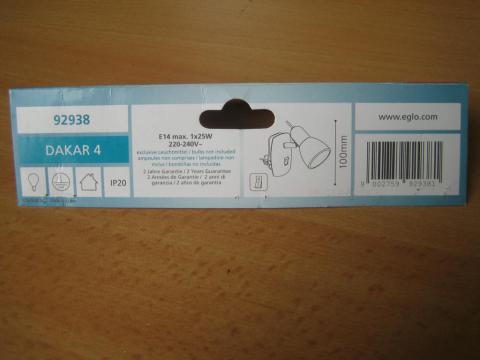 92938
DAKAR 4
IP20
E14 max. 1x25W
220-240V~
exclusive Leuchtmittel / bulbs not included
ampoules non comprises / lampadine non
inclus / bombillas no incluidas
2 Jahre Garantie / 2 Years Guarantee
2 Années de Garantie / 2 anni di
garanzia / 2 años de garantía
100mm
www.eglo.com
9 002759 929381